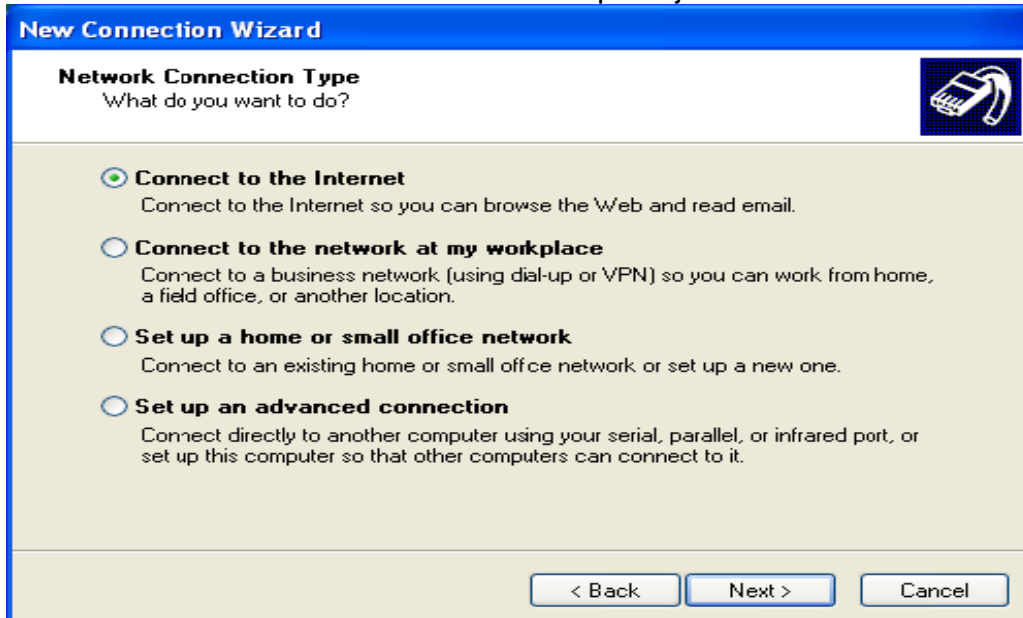 New Connection Wizard
Network Connection Type
What do you want to do?
Connect to the Internet
Connect to the Internet so you can browse the Web and read email.
Connect to the network at my workplace
Connect to a business network (using dial-up or VPN) so you can work from home,
a field office, or another location.
Set up a home or small office network
Connect to an existing home or small office network or set up a new one.
Set up an advanced connection
Connect directly to another computer using your serial, parallel, or infrared port, or
set up this computer so that other computers can connect to it.
< Back Next > Cancel